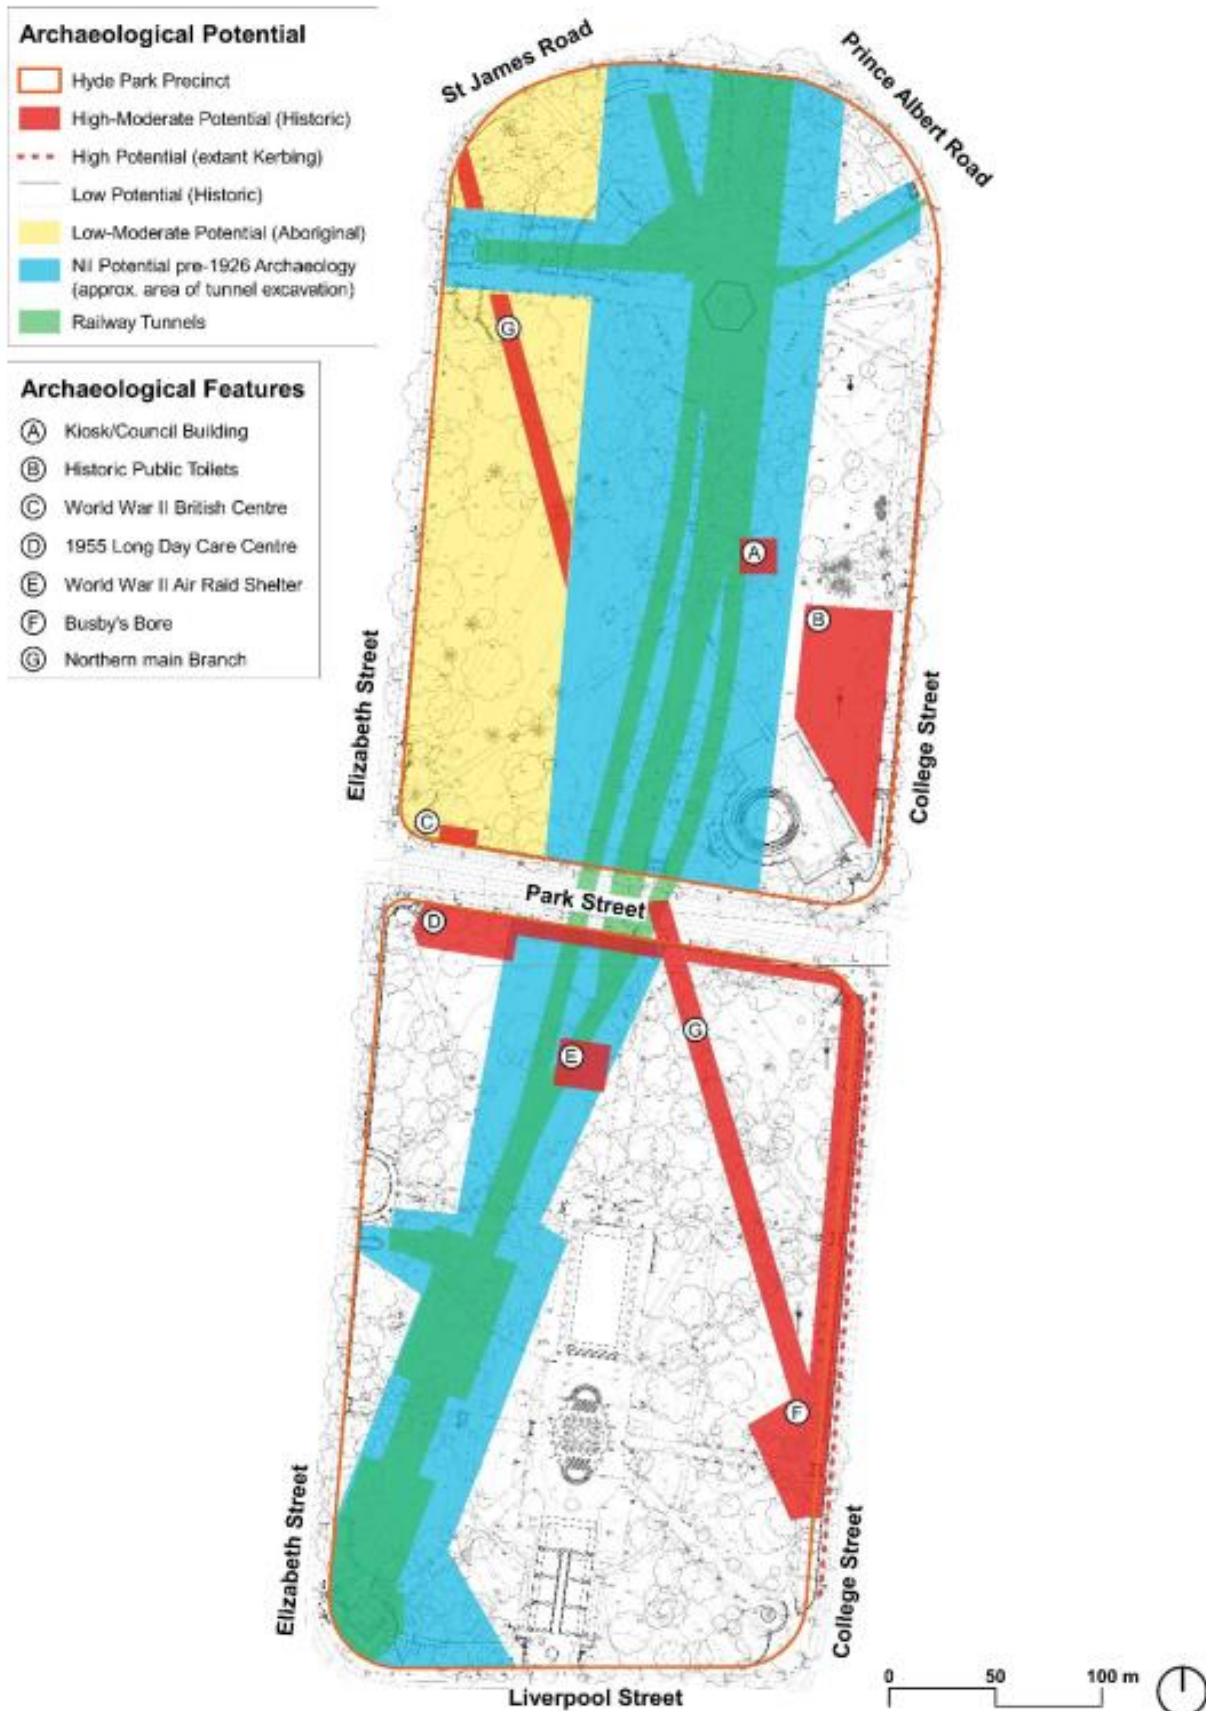 Archaeological Potential
Hyde Park Precinct
High-Moderate Potential (Historic)
High Potential (extant Kerbing)
Low Potential (Historic)
Low-Moderate Potential (Aboriginal)
Nil Potential pre-1926 Archaeology
(approx. area of tunnel excavation)
Railway Tunnels
Archaeological Features
A Kiosk/Council Building
B Historic Public Toilets
C World War II British Centre
D 1955 Long Day Care Centre
E World War II Air Raid Shelter
F Busby's Bore
G Northern main Branch
St James Road
Prince Albert Road
G
A
B
Elizabeth Street
College Street
C
Park Street
D
G
E
F
Elizabeth Street
College Street
0 50 100 m
Liverpool Street